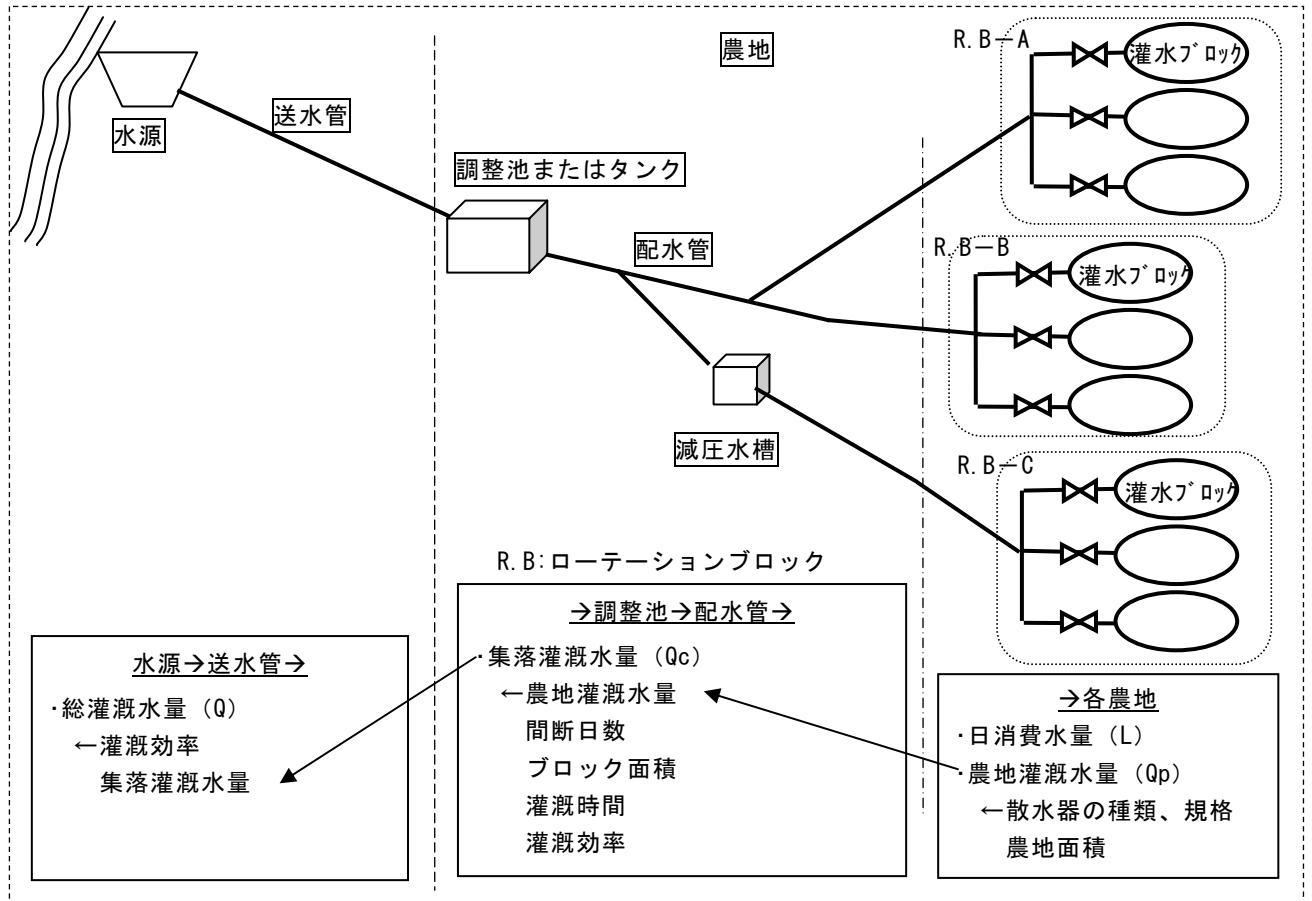 農地
R.B－A
灌水ﾌﾞﾛｯｸ
送水管
水源
調整池またはタンク
配水管
R.B－B
灌水ﾌﾞﾛｯｸ
減圧水槽
R.B－C
灌水ﾌﾞﾛｯｸ
R.B:ローテーションブロック
水源→送水管→
・総灌漑水量（Q）
←灌漑効率
集落灌漑水量
→調整池→配水管→
・集落灌漑水量（Qc）
←農地灌漑水量
間断日数
ブロック面積
灌漑時間
灌漑効率
→各農地
・日消費水量（L）
・農地灌漑水量（Qp）
←散水器の種類、規格
農地面積